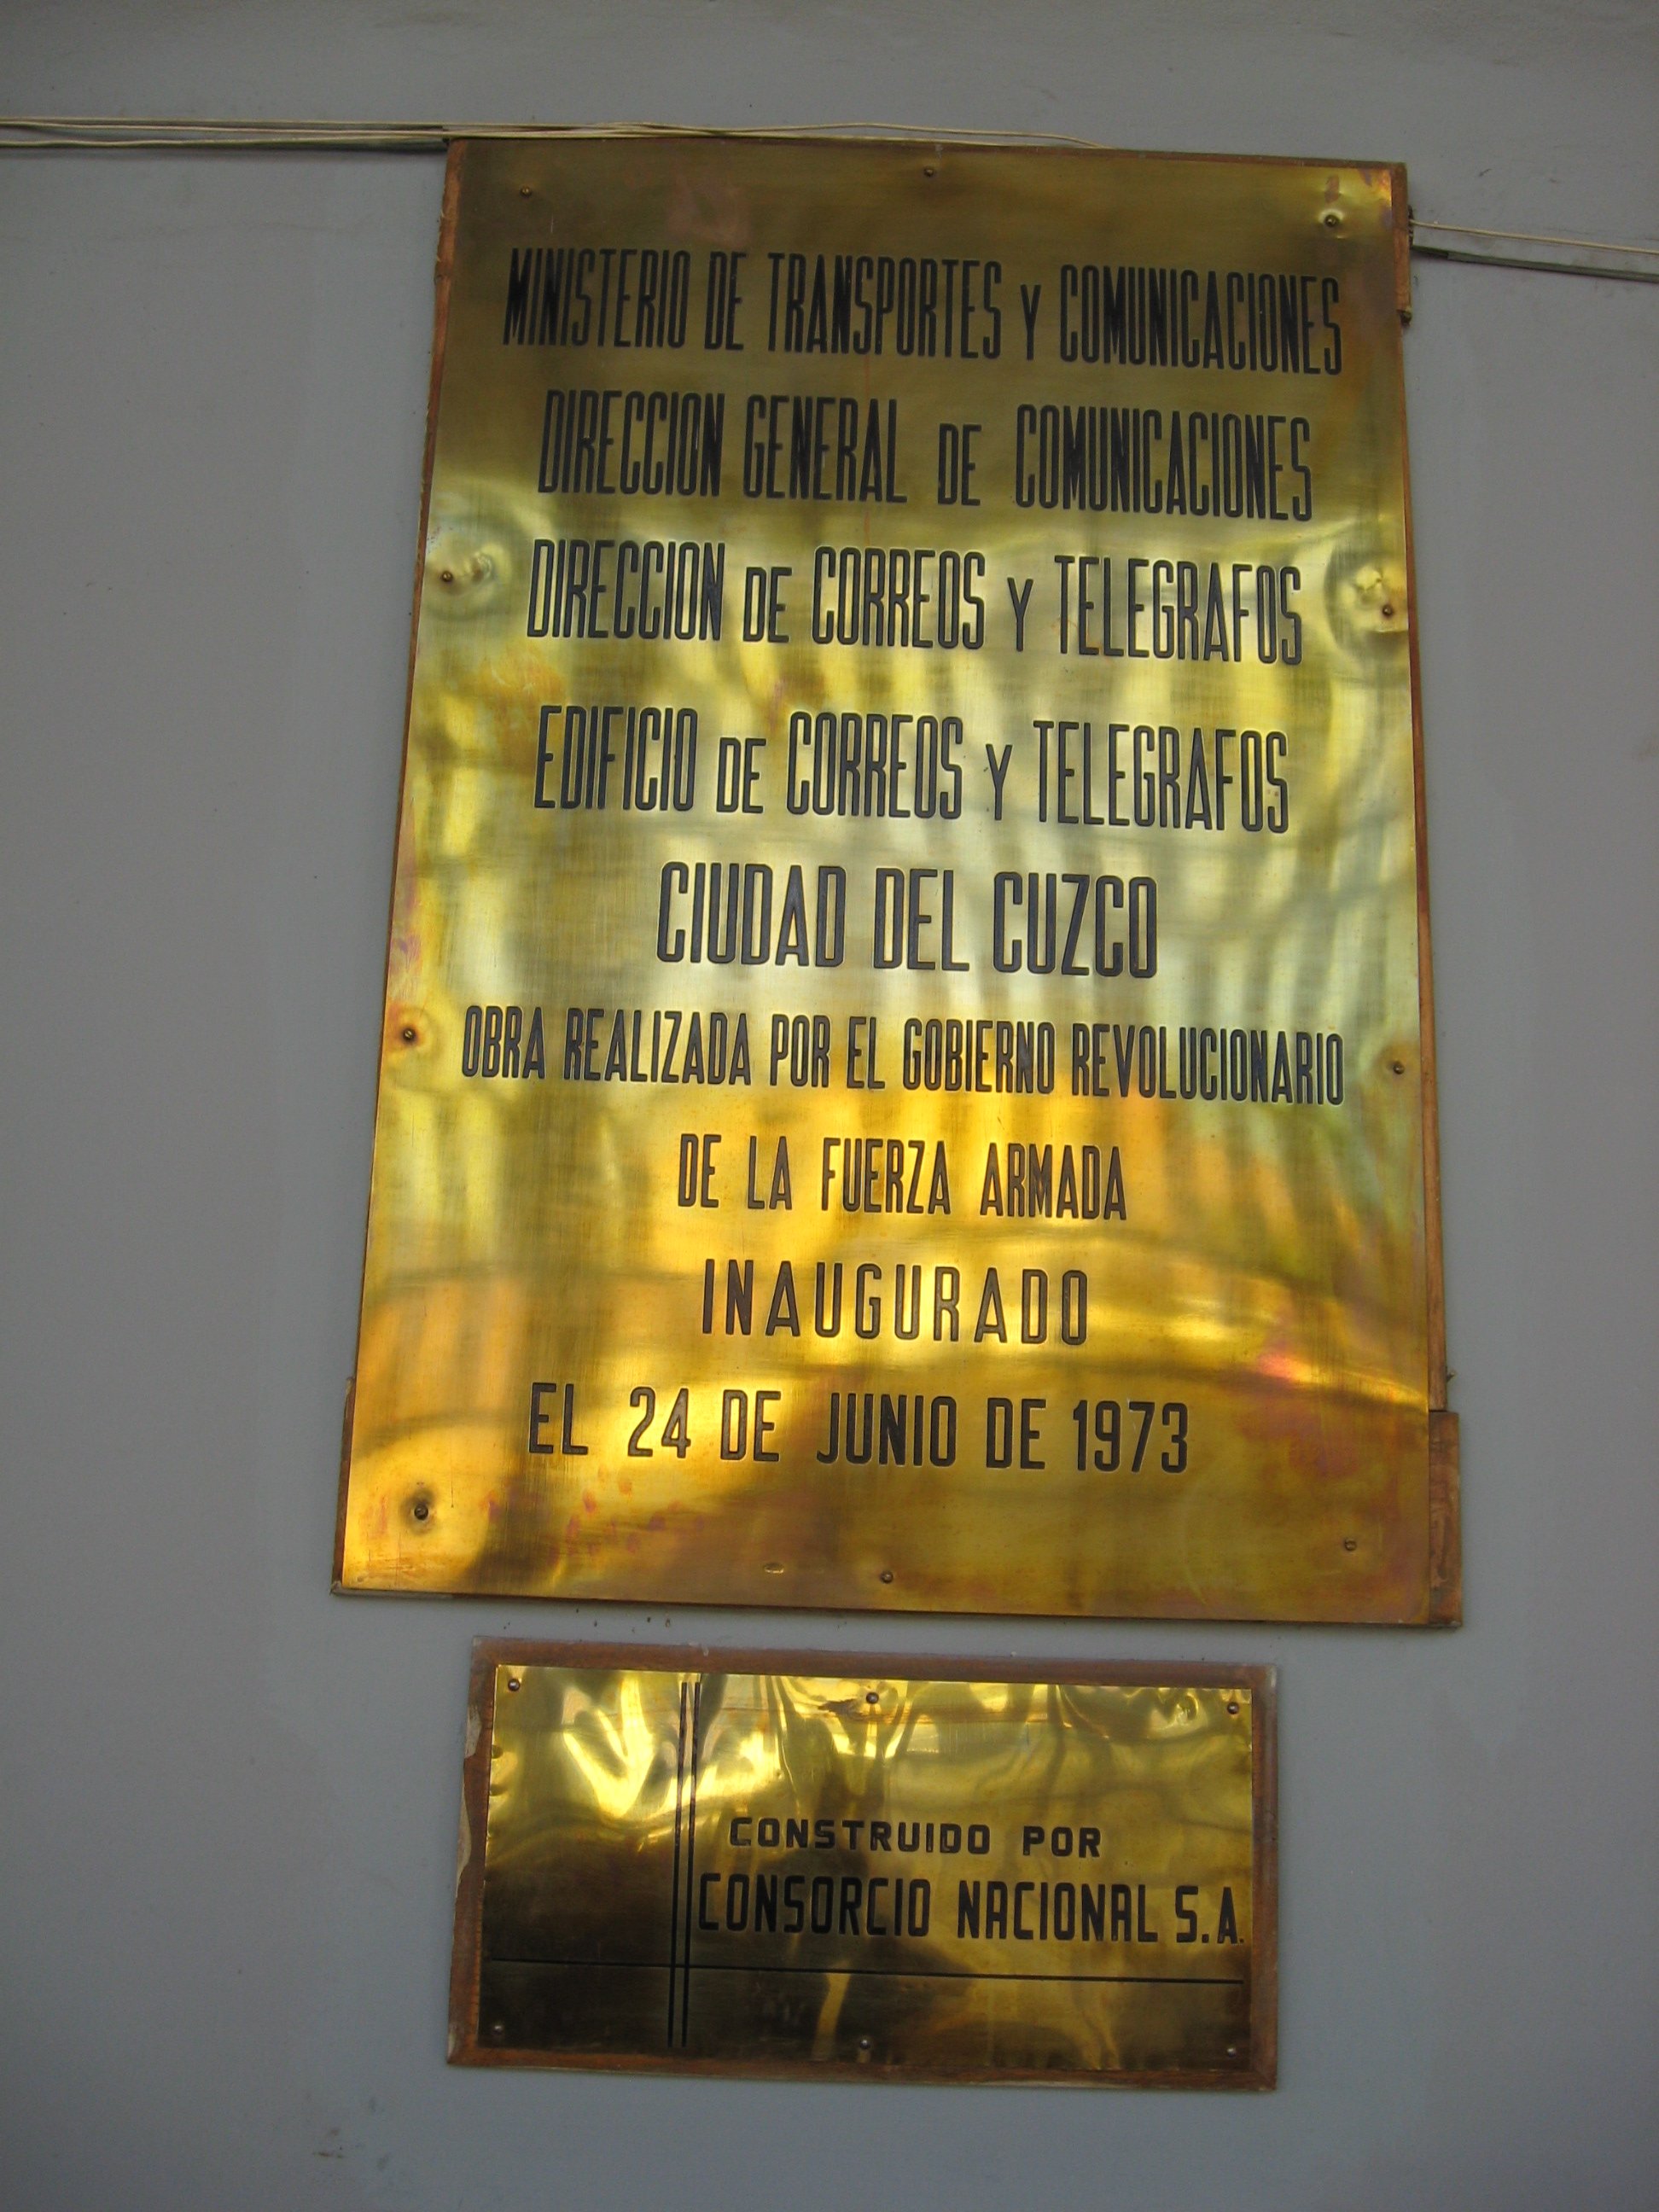 MINISTERIO DE TRANSPORTES Y COMUNICACIONES
DIRECCION GENERAL DE COMUNICACIONES
DIRECCION DE CORREOS Y TELEGRAFOS
EDIFICIO DE CORREOS Y TELEGRAFOS
CIUDAD DEL CUZCO
OBRA REALIZADA POR EL GOBIERNO REVOLUCIONARIO
DE LA FUERZA ARMADA
INAUGURADO
EL 24 DE JUNIO DE 1973
CONSTRUIDO POR
CONSORCIO NACIONAL S.A.